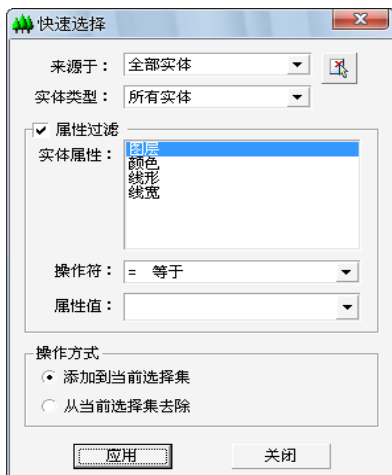 快速选择
来源于： 全部实体
实体类型： 所有实体
属性过滤
实体属性： 图层
颜色
线形
线宽
操作符： = 等于
属性值：
操作方式
添加到当前选择集
从当前选择集去除
应用 关闭